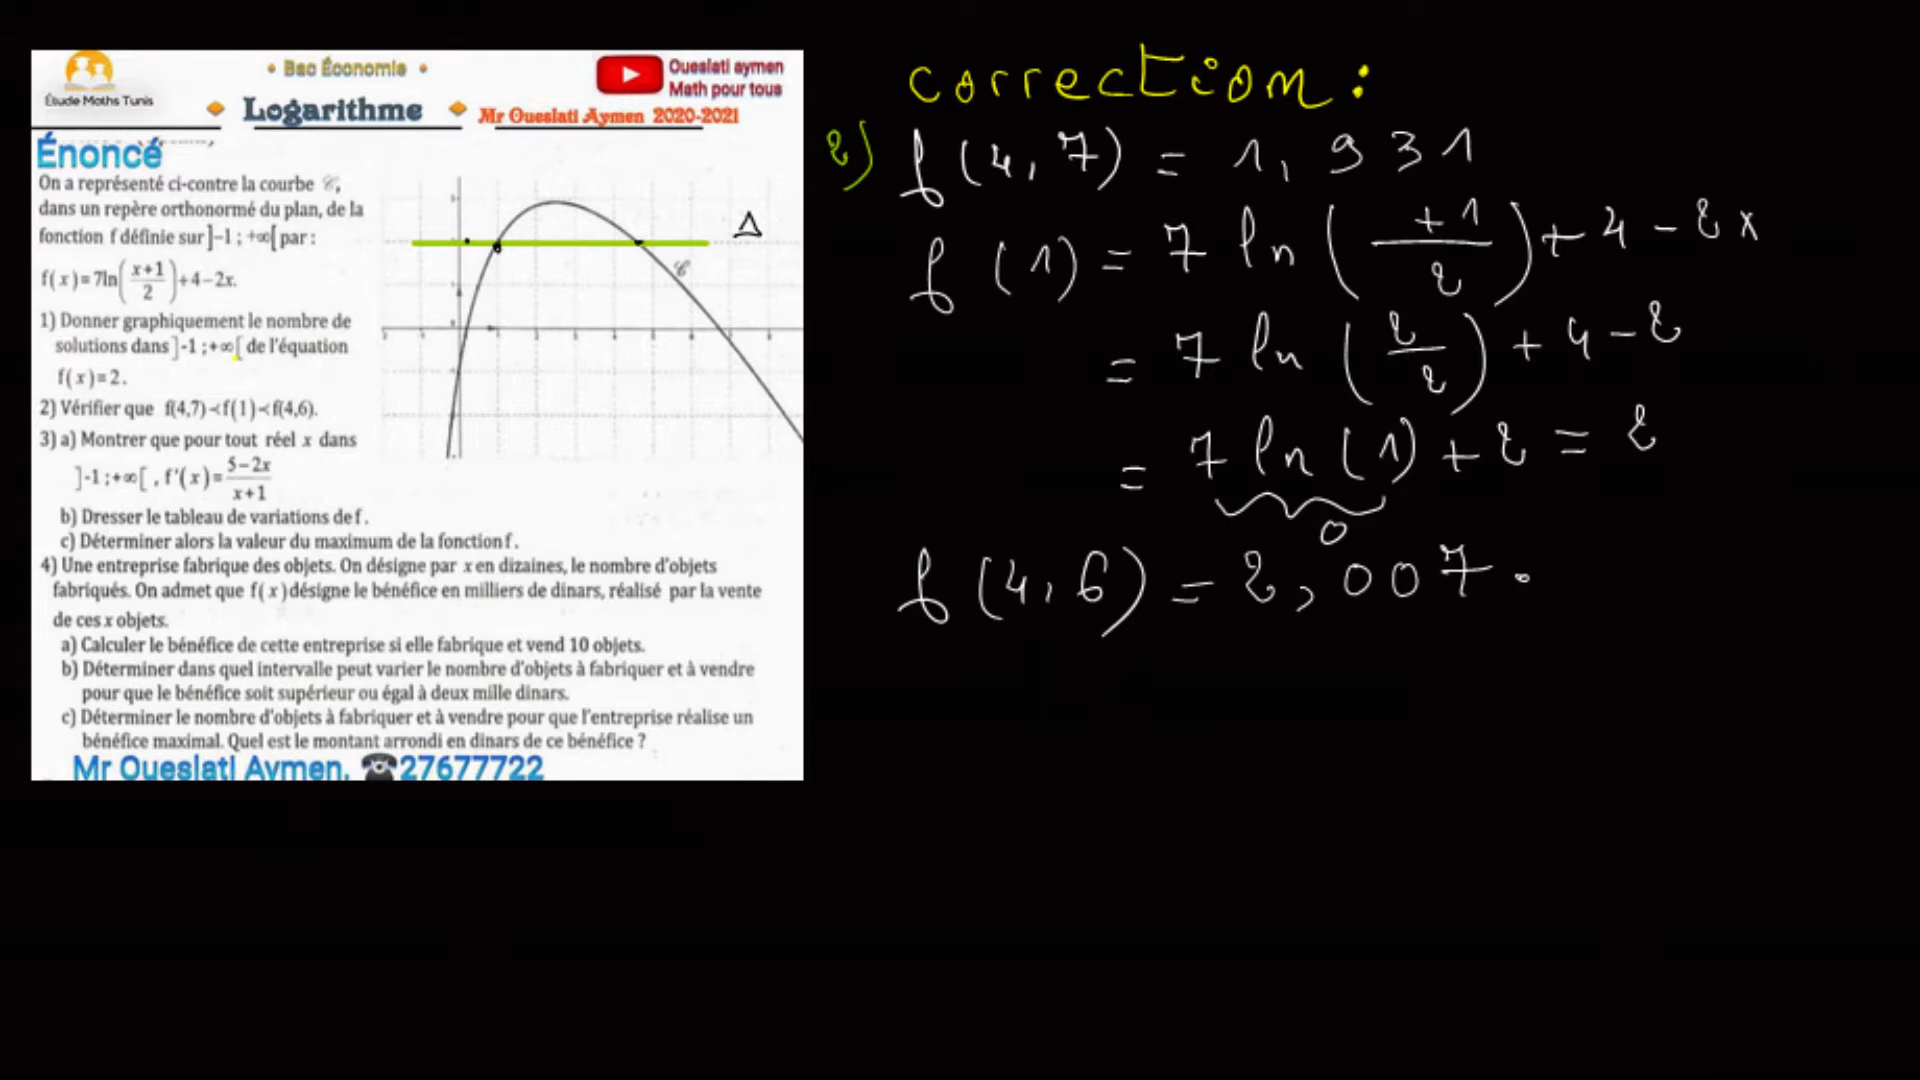 Étude Maths Tunis
• Bac Économie •
Logarithme
Oueslati aymen
Math pour tous
Mr Oueslati Aymen 2020-2021
Énoncé
On a représenté ci-contre la courbe 𝒞,
dans un repère orthonormé du plan, de la
fonction f définie sur ]−1 ; +∞[ par :
f(x)=7ln((x+1)/2)+4−2x.
1) Donner graphiquement le nombre de
solutions dans ]-1 ;+∞[ de l'équation
f(x)=2.
2) Vérifier que f(4,7)<f(1)<f(4,6).
3) a) Montrer que pour tout réel x dans
]-1 ;+∞[ , f'(x)=(5−2x)/(x+1)
b) Dresser le tableau de variations de f.
c) Déterminer alors la valeur du maximum de la fonction f.
4) Une entreprise fabrique des objets. On désigne par x en dizaines, le nombre d'objets
fabriqués. On admet que f(x) désigne le bénéfice en milliers de dinars, réalisé par la vente
de ces x objets.
a) Calculer le bénéfice de cette entreprise si elle fabrique et vend 10 objets.
b) Déterminer dans quel intervalle peut varier le nombre d'objets à fabriquer et à vendre
pour que le bénéfice soit supérieur ou égal à deux mille dinars.
c) Déterminer le nombre d'objets à fabriquer et à vendre pour que l'entreprise réalise un
bénéfice maximal. Quel est le montant arrondi en dinars de ce bénéfice ?
Mr Oueslati Aymen. ☎27677722
Δ
𝒞
correction :
2) f(4,7) = 1,931
f(1) = 7 ln(( +1)/2) + 4 - 2x
= 7 ln(2/2) + 4 - 2
= 7 ln(1) + 2 = 2
0
f(4,6) = 2,007.